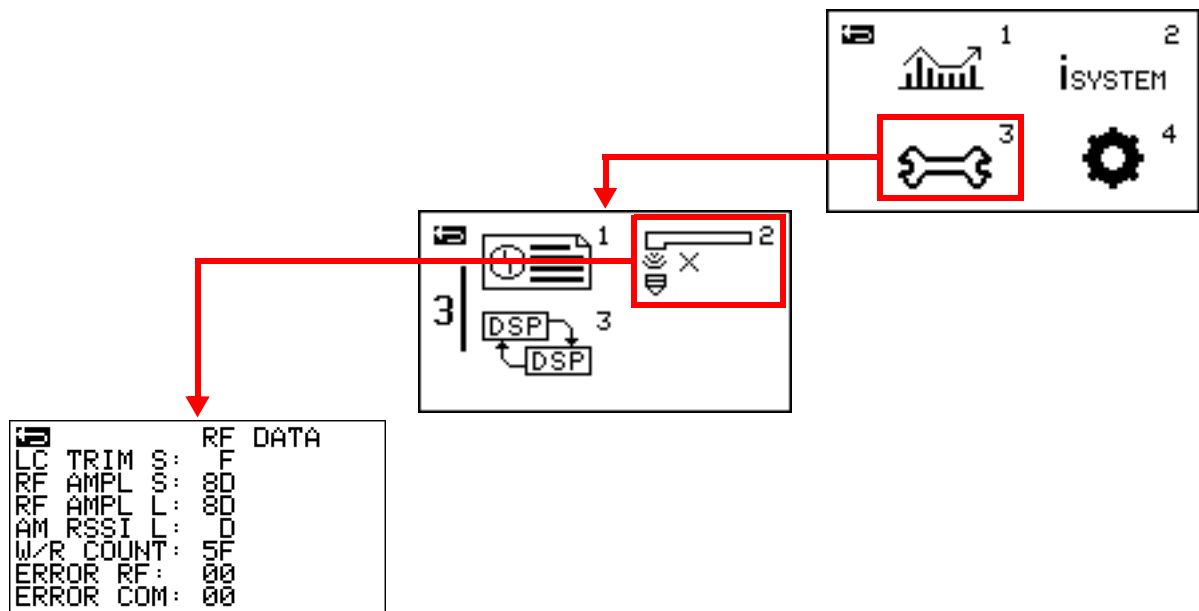 1
2
iSYSTEM
3
4
1
2
3
3
DSP
DSP
RF DATA
LC TRIM S: F
RF AMPL S: 8D
RF AMPL L: 8D
AM RSSI L: D
W/R COUNT: 5F
ERROR RF: 00
ERROR COM: 00